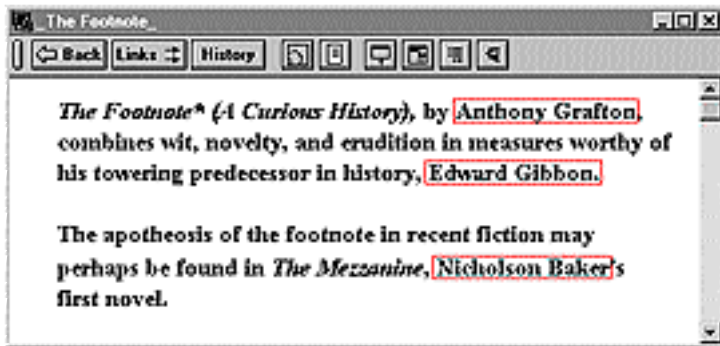 _The Footnote_
Back Links History
The Footnote* (A Curious History), by Anthony Grafton,
combines wit, novelty, and erudition in measures worthy of
his towering predecessor in history, Edward Gibbon.
The apotheosis of the footnote in recent fiction may
perhaps be found in The Mezzanine, Nicholson Baker's
first novel.